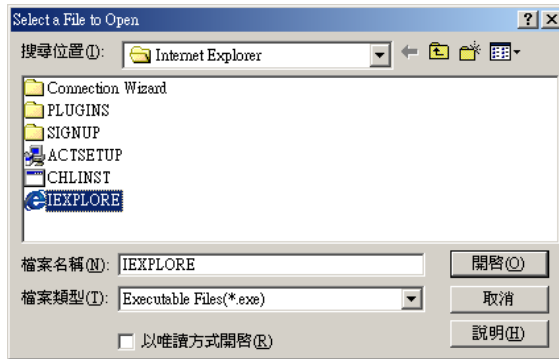 Select a File to Open
搜尋位置(I): Internet Explorer
Connection Wizard
PLUGINS
SIGNUP
ACTSETUP
CHLINST
IEXPLORE
檔案名稱(N): IEXPLORE 開啓(O)
檔案類型(T): Executable Files(*.exe) 取消
以唯讀方式開啓(R) 說明(H)